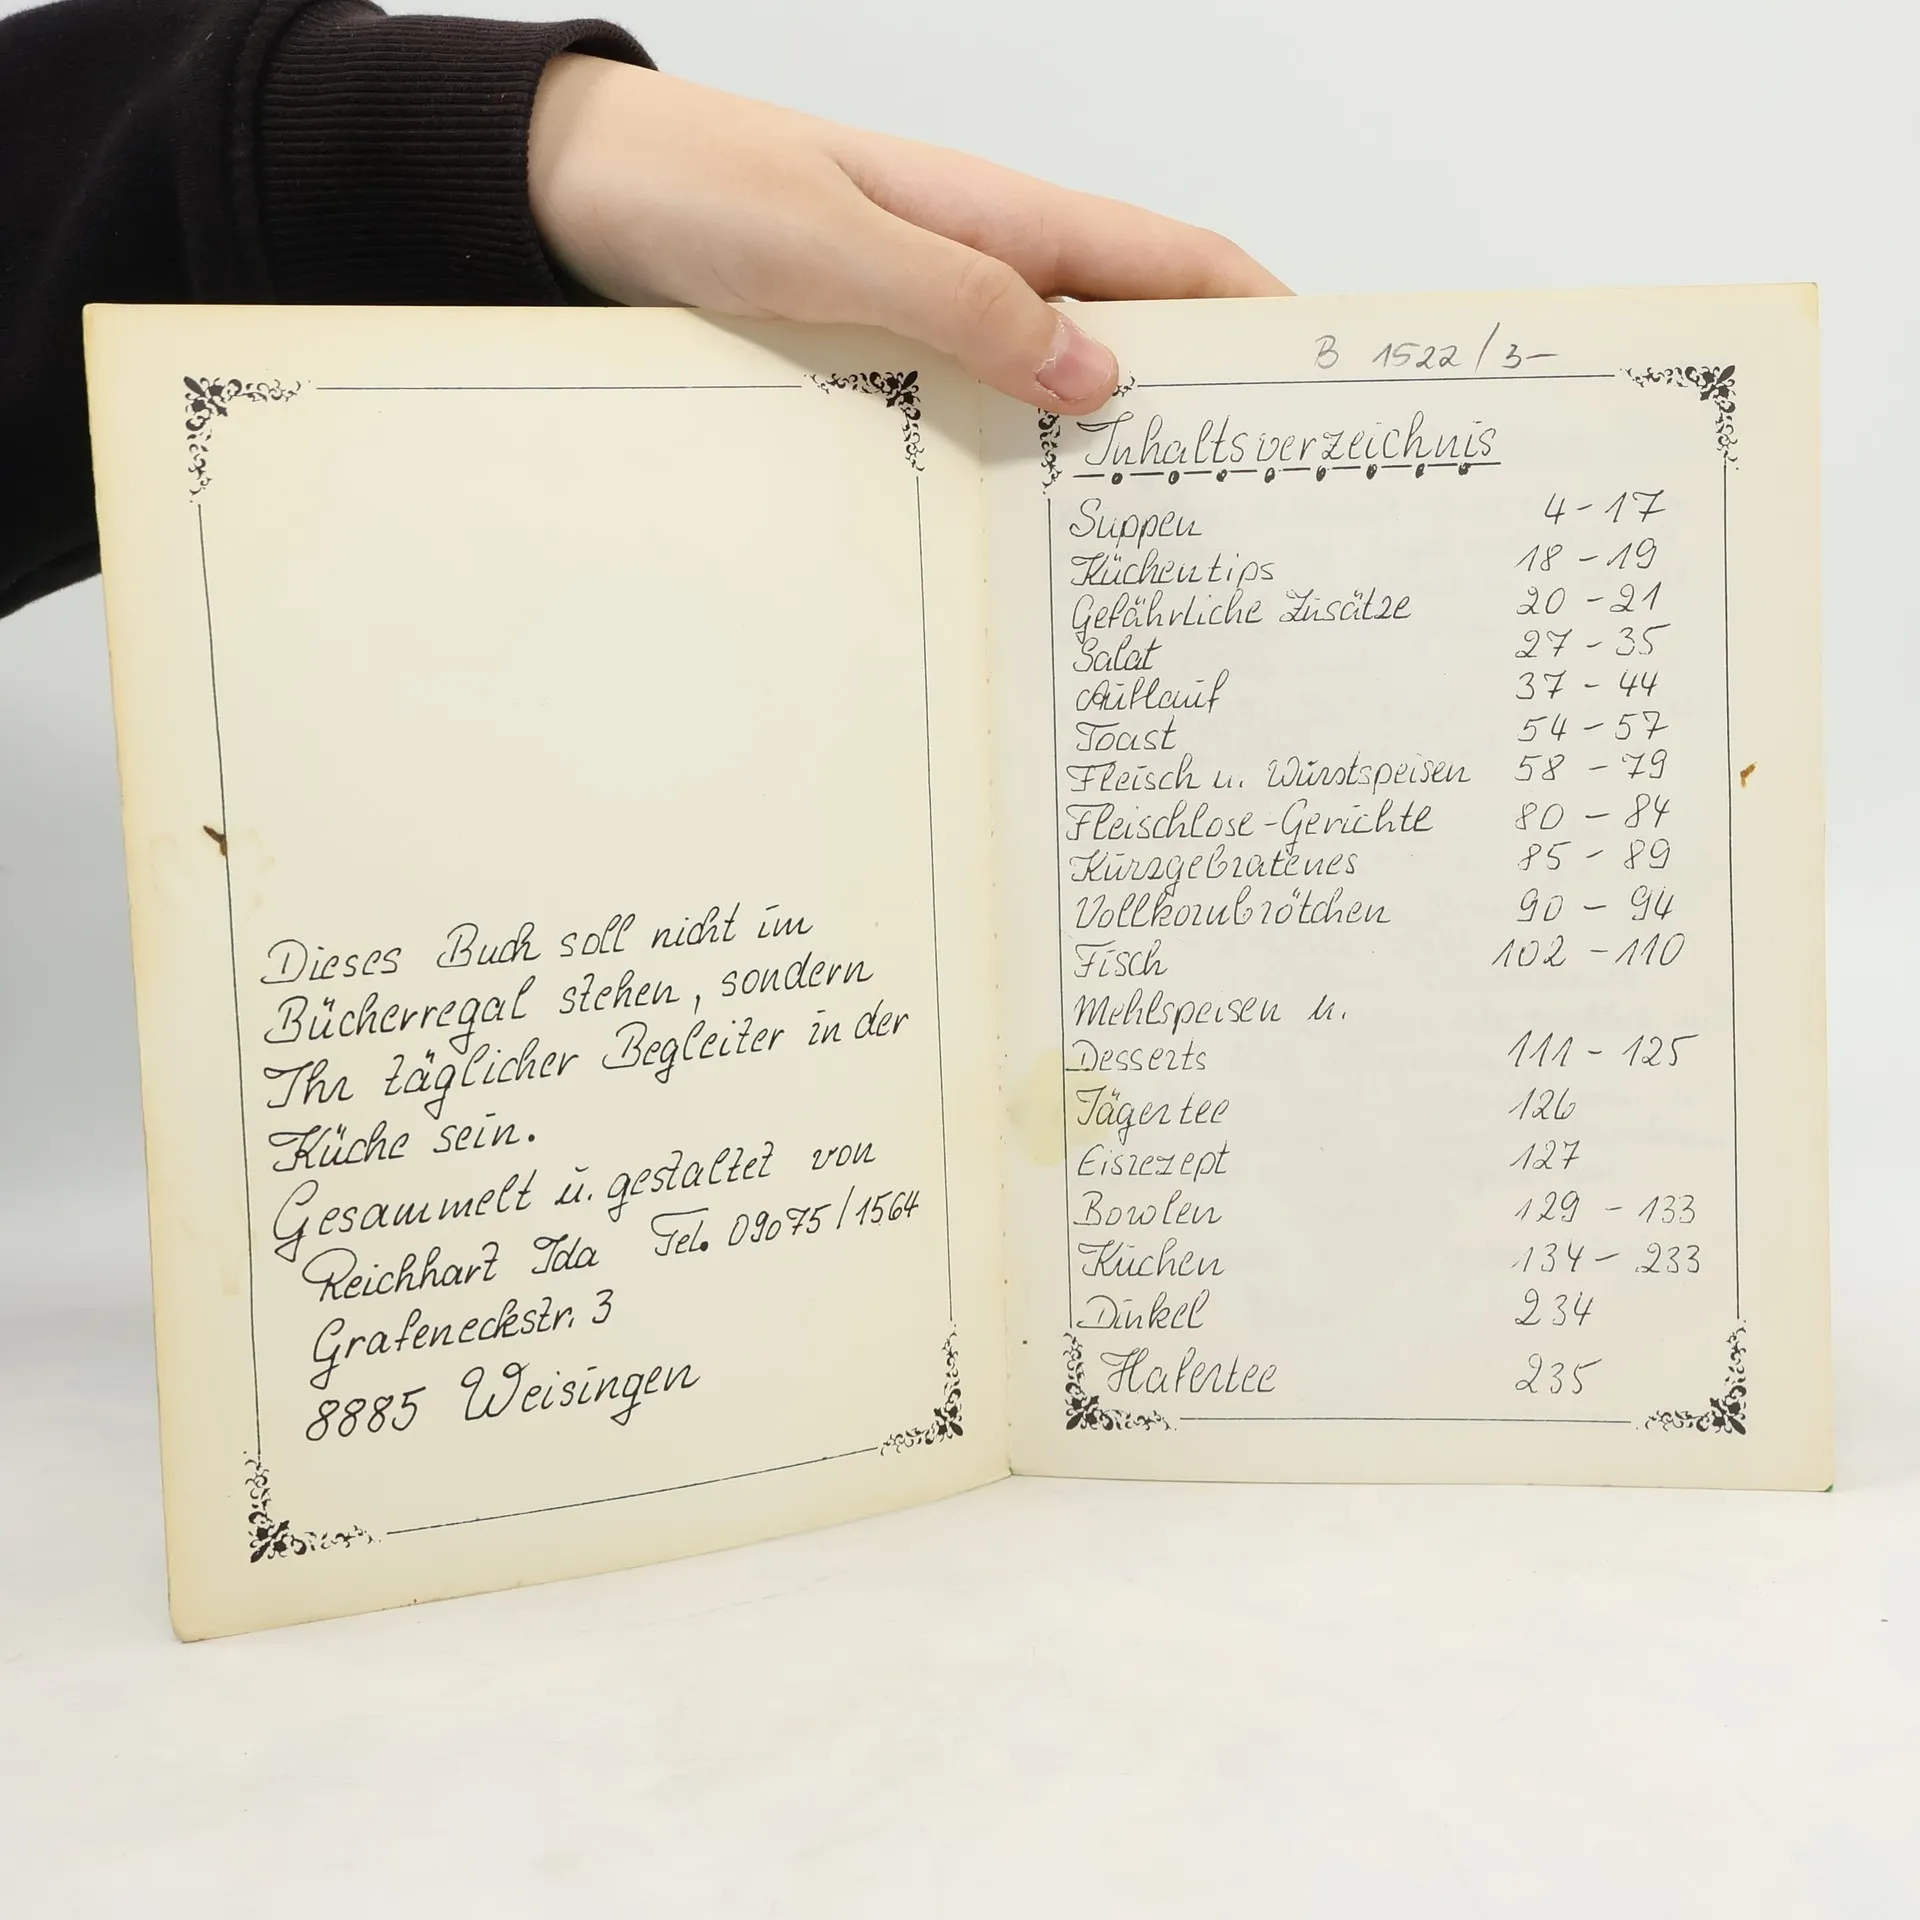 Dieses Buch soll nicht im
Bücherregal stehen, sondern
Ihr täglicher Begleiter in der
Küche sein.
Gesammelt u. gestaltet von
Reichhart Ida Tel. 09075/1564
Grafeneckstr. 3
8885 Weisingen
B 1522/3-
Inhaltsverzeichnis
Suppen 4-17
Küchentips 18-19
Gefährliche Zusätze 20-21
Salat 27-35
Auflauf 37-44
Toast 54-57
Fleisch u. Wurstspeisen 58-79
Fleischlose-Gerichte 80-84
Kurzgebratenes 85-89
Vollkornbrötchen 90-94
Fisch 102-110
Mehlspeisen u.
Desserts 111-125
Jägertee 126
Eisrezept 127
Bowlen 129-133
Kuchen 134-233
Dinkel 234
Hafertee 235